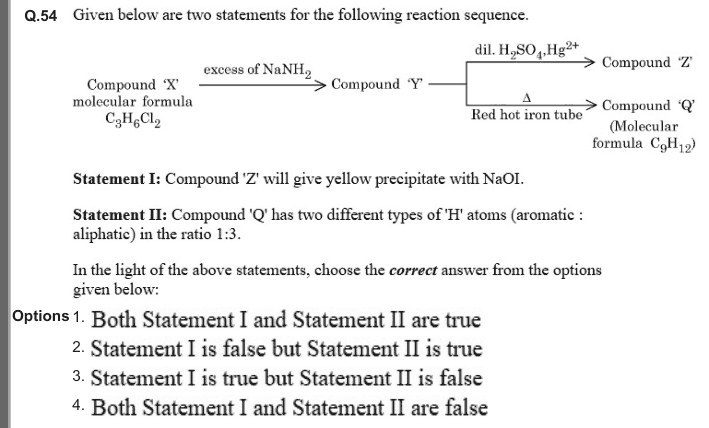 Q.54 Given below are two statements for the following reaction sequence.
dil. H₂SO₄,Hg²⁺
Compound 'Z'
excess of NaNH₂
Compound 'X'
molecular formula
C₃H₆Cl₂
Compound 'Y'
Δ
Red hot iron tube
Compound 'Q'
(Molecular
formula C₉H₁₂)
Statement I: Compound 'Z' will give yellow precipitate with NaOI.
Statement II: Compound 'Q' has two different types of 'H' atoms (aromatic :
aliphatic) in the ratio 1:3.
In the light of the above statements, choose the correct answer from the options
given below:
Options 1. Both Statement I and Statement II are true
2. Statement I is false but Statement II is true
3. Statement I is true but Statement II is false
4. Both Statement I and Statement II are false